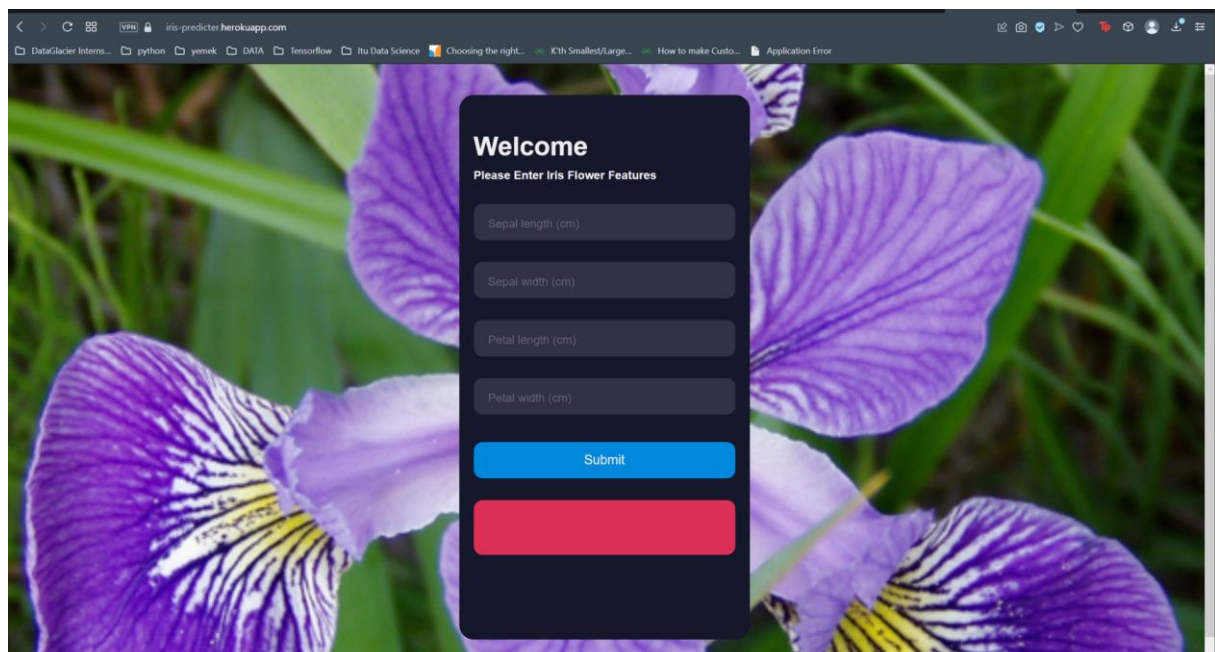 VPN iris-predicter.herokuapp.com
DataGlacier Interns... python yemek DATA Tensorflow Itu Data Science Choosing the right... K'th Smallest/Large... How to make Custo... Application Error
Welcome
Please Enter Iris Flower Features
Sepal length (cm)
Sepal width (cm)
Petal length (cm)
Petal width (cm)
Submit